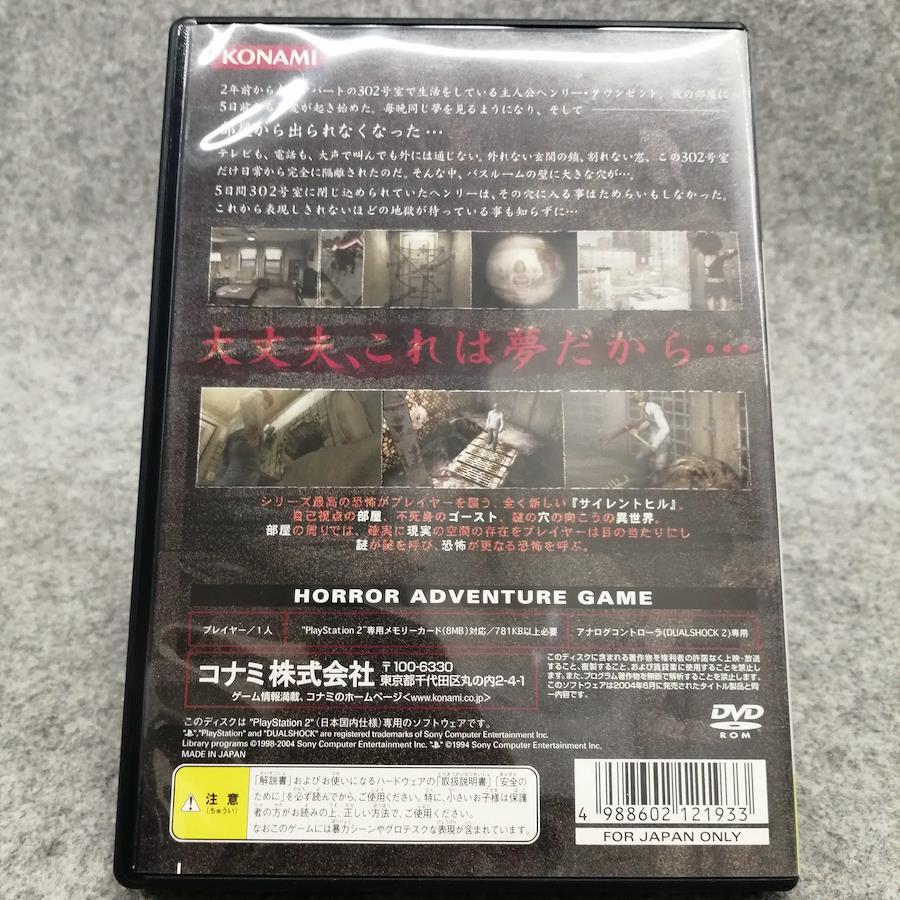 KONAMI
2年前から パートの302号室で生活をしている主人公ヘンリー・タウンゼント。彼の部屋に
5日前から 変が起き始めた。毎晩同じ夢を見るようになり、そして
部屋から出られなくなった…
テレビも、電話も、大声で叫んでも外には通じない。外れない玄関の鎖、割れない窓、この302号室
だけ日常から完全に隔離されたのだ。そんな中、バスルームの壁に大きな穴が…。
5日間302号室に閉じ込められていたヘンリーは、その穴に入る事はためらいもしなかった。
これから表現しきれないほどの地獄が待っている事も知らずに…
大丈夫、これは夢だから…
シリーズ最高の恐怖がプレイヤーを襲う、全く新しい『サイレントヒル』。
自己視点の部屋、不死身のゴースト、謎の穴の向こうの異世界。
部屋の周りでは、確実に現実の空間の存在をプレイヤーは目の当たりにし
謎が謎を呼び、恐怖が更なる恐怖を呼ぶ。
HORROR ADVENTURE GAME
プレイヤー/1人
"PlayStation 2"専用メモリーカード(8MB)対応/781KB以上必要
アナログコントローラ(DUALSHOCK 2)専用
コナミ株式会社 〒100-6330
東京都千代田区丸の内2-4-1
ゲーム情報満載、コナミのホームページ<www.konami.co.jp>
このディスクに含まれる著作物を権利者の許諾なく上映・放送
すること、複製すること、および賃貸業に使用することを禁止しま
す。また、プログラム著作物を無断で解析することを禁止します。
このソフトウェアは2004年6月に発売されたタイトル製品と同
一内容です。
DVD
ROM
このディスクは "PlayStation 2"(日本国内仕様)専用のソフトウェアです。
"PlayStation" and "DUALSHOCK" are registered trademarks of Sony Computer Entertainment Inc.
Library programs ©1998-2004 Sony Computer Entertainment Inc. ©1994 Sony Computer Entertainment Inc.
MADE IN JAPAN
注意
(ちゅうい)
「解説書」およびお使いになるハードウェアの「取扱説明書」「安全の
ために」を必ず読んでから、ご使用ください。特に、小さいお子様は保護
者の方がお読みの上、正しい方法で、ご使用ください。
なおこのゲームには暴力シーンやグロテスクな表現が含まれています。
4 988602 121933
FOR JAPAN ONLY